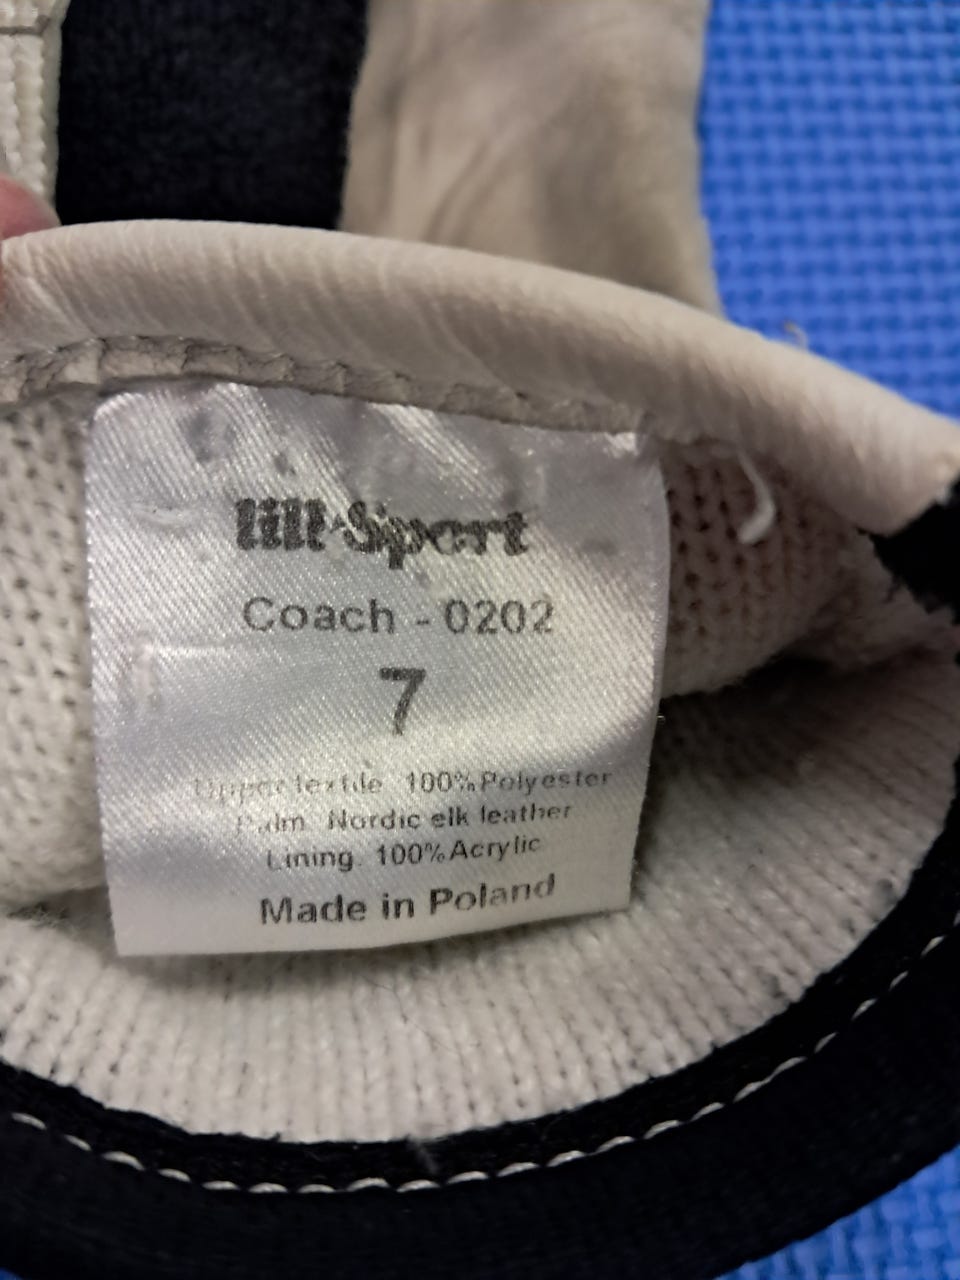 lill-Sport
Coach - 0202
7
Upper textile 100% Polyester
Palm Nordic elk leather
Lining. 100% Acrylic
Made in Poland